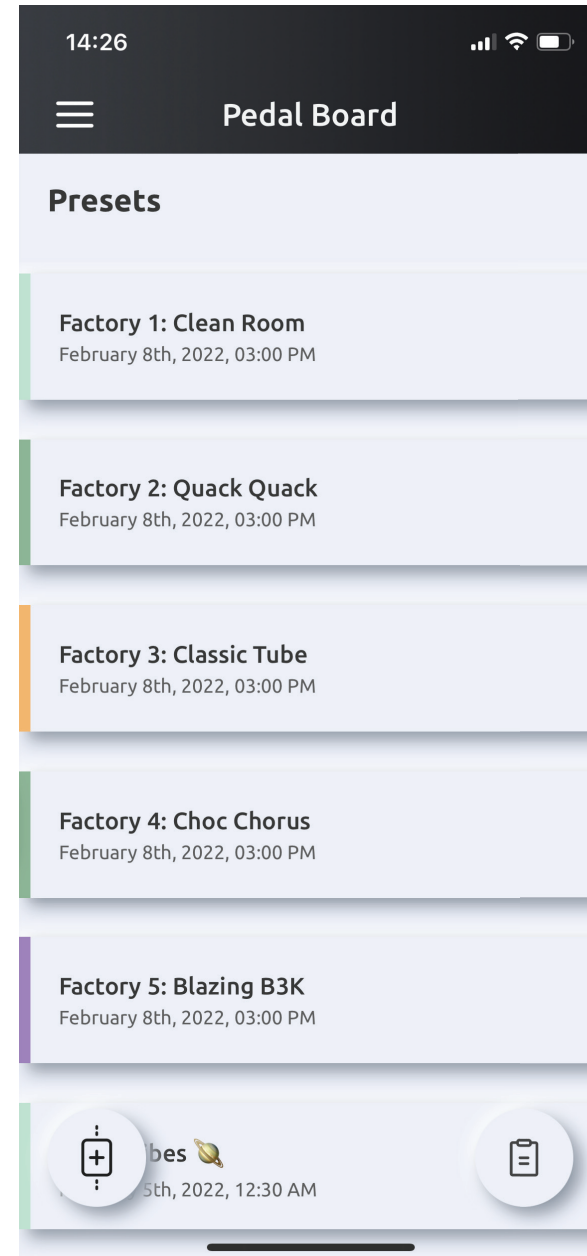 14:26
Pedal Board
Presets
Factory 1: Clean Room
February 8th, 2022, 03:00 PM
Factory 2: Quack Quack
February 8th, 2022, 03:00 PM
Factory 3: Classic Tube
February 8th, 2022, 03:00 PM
Factory 4: Choc Chorus
February 8th, 2022, 03:00 PM
Factory 5: Blazing B3K
February 8th, 2022, 03:00 PM
🪐
5th, 2022, 12:30 AM